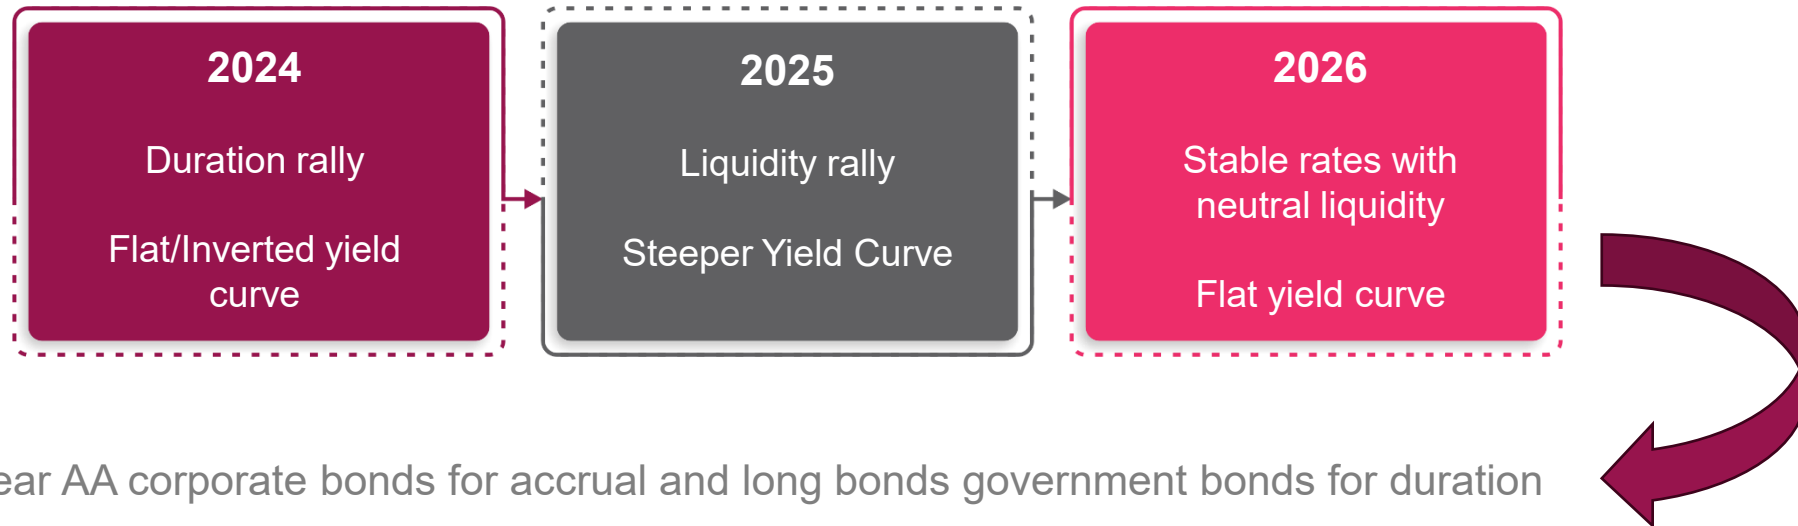 2024
Duration rally
Flat/Inverted yield
curve
2025
Liquidity rally
Steeper Yield Curve
2026
Stable rates with
neutral liquidity
Flat yield curve
AA corporate bonds for accrual and long bonds government bonds for duration